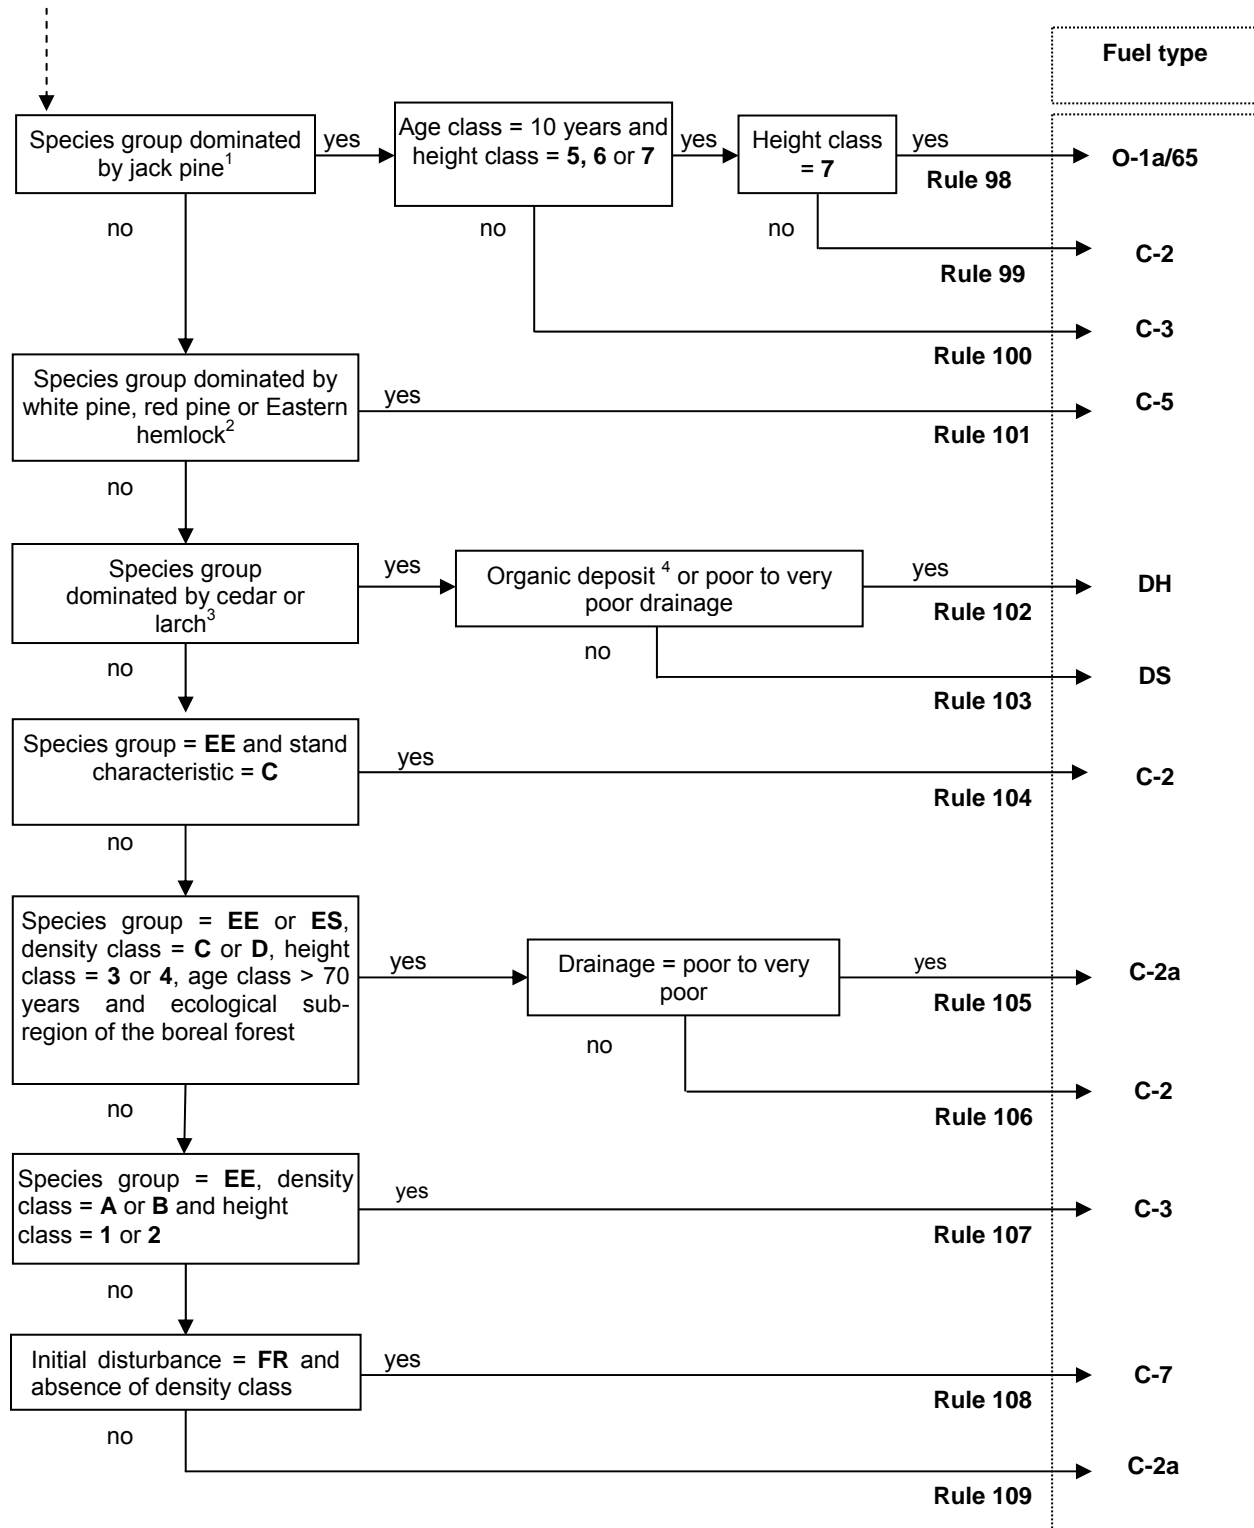 Fuel type
Species group dominated
by jack pine1
yes
Age class = 10 years and
height class = 5, 6 or 7
yes
Height class
= 7
yes
Rule 98
O-1a/65
no
no
no
Rule 99
C-2
Rule 100
C-3
Species group dominated by
white pine, red pine or Eastern
hemlock2
yes
Rule 101
C-5
no
Species group
dominated by cedar or
larch3
yes
Organic deposit 4 or poor to very
poor drainage
yes
Rule 102
DH
no
no
Rule 103
DS
Species group = EE and stand
characteristic = C
yes
Rule 104
C-2
no
Species group = EE or ES,
density class = C or D, height
class = 3 or 4, age class > 70
years and ecological sub-
region of the boreal forest
yes
Drainage = poor to very
poor
yes
Rule 105
C-2a
no
no
Rule 106
C-2
Species group = EE, density
class = A or B and height
class = 1 or 2
yes
Rule 107
C-3
no
Initial disturbance = FR and
absence of density class
yes
Rule 108
C-7
no
Rule 109
C-2a